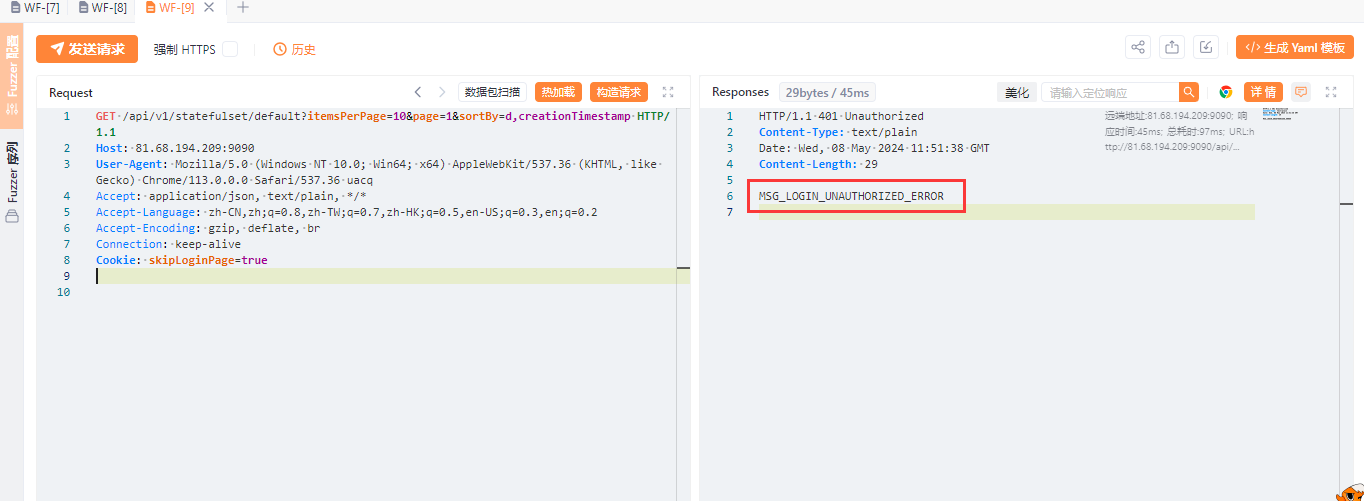 WF-[7] WF-[8] WF-[9]
发送请求 强制 HTTPS 历史 生成 Yaml 模板
Fuzzer 配置
Fuzzer 序列
Request 数据包扫描 热加载 构造请求
1 GET /api/v1/statefulset/default?itemsPerPage=10&page=1&sortBy=d,creationTimestamp HTTP/
1.1
2 Host: 81.68.194.209:9090
3 User-Agent: Mozilla/5.0 (Windows NT 10.0; Win64; x64) AppleWebKit/537.36 (KHTML, like
Gecko) Chrome/113.0.0.0 Safari/537.36 uacq
4 Accept: application/json, text/plain, */*
5 Accept-Language: zh-CN,zh;q=0.8,zh-TW;q=0.7,zh-HK;q=0.5,en-US;q=0.3,en;q=0.2
6 Accept-Encoding: gzip, deflate, br
7 Connection: keep-alive
8 Cookie: skipLoginPage=true
9
10
Responses 29bytes / 45ms 美化 请输入定位响应 详情
1 HTTP/1.1 401 Unauthorized
2 Content-Type: text/plain
3 Date: Wed, 08 May 2024 11:51:38 GMT
4 Content-Length: 29
5
6 MSG_LOGIN_UNAUTHORIZED_ERROR
7
远端地址:81.68.194.209:9090; 响
应时间:45ms; 总耗时:97ms; URL:h
ttp://81.68.194.209:9090/api/...